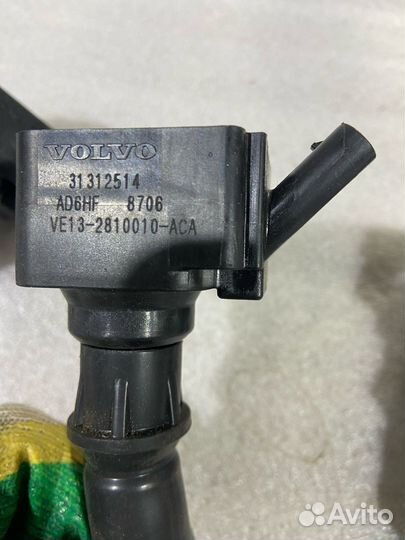 VOLVO
31312514
AD6HF 8706
VE13-2810010-ACA
Avito